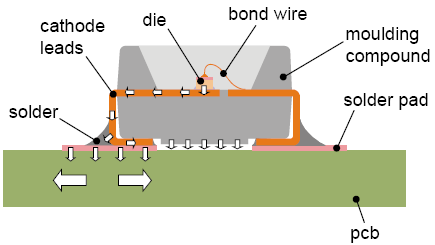 cathode
leads
die
bond wire
moulding
compound
solder
solder pad
pcb